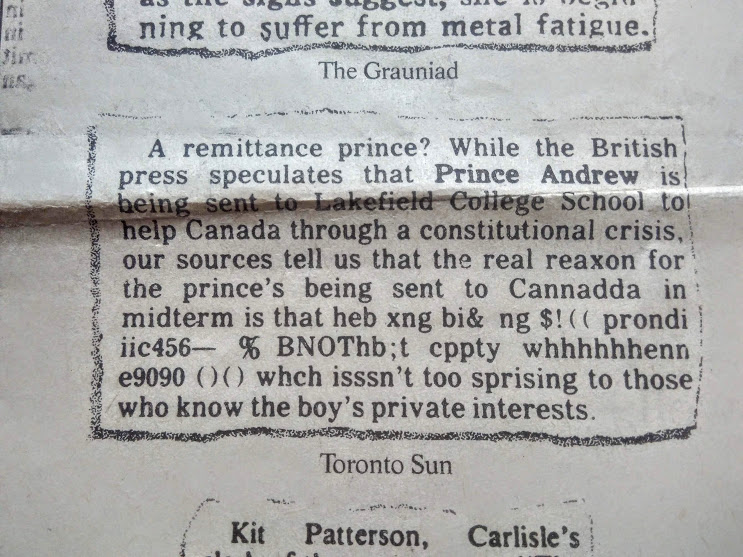 ning to suffer from metal fatigue.
The Grauniad
A remittance prince? While the British
press speculates that Prince Andrew is
being sent to Lakefield College School to
help Canada through a constitutional crisis,
our sources tell us that the real reaxon for
the prince's being sent to Cannadda in
midterm is that heb xng bi& ng $!(( prondi
iic456— % BNOThb;t cppty whhhhhhenn
e9090 ()() whch isssn't too sprising to those
who know the boy's private interests.
Toronto Sun
Kit Patterson, Carlisle's